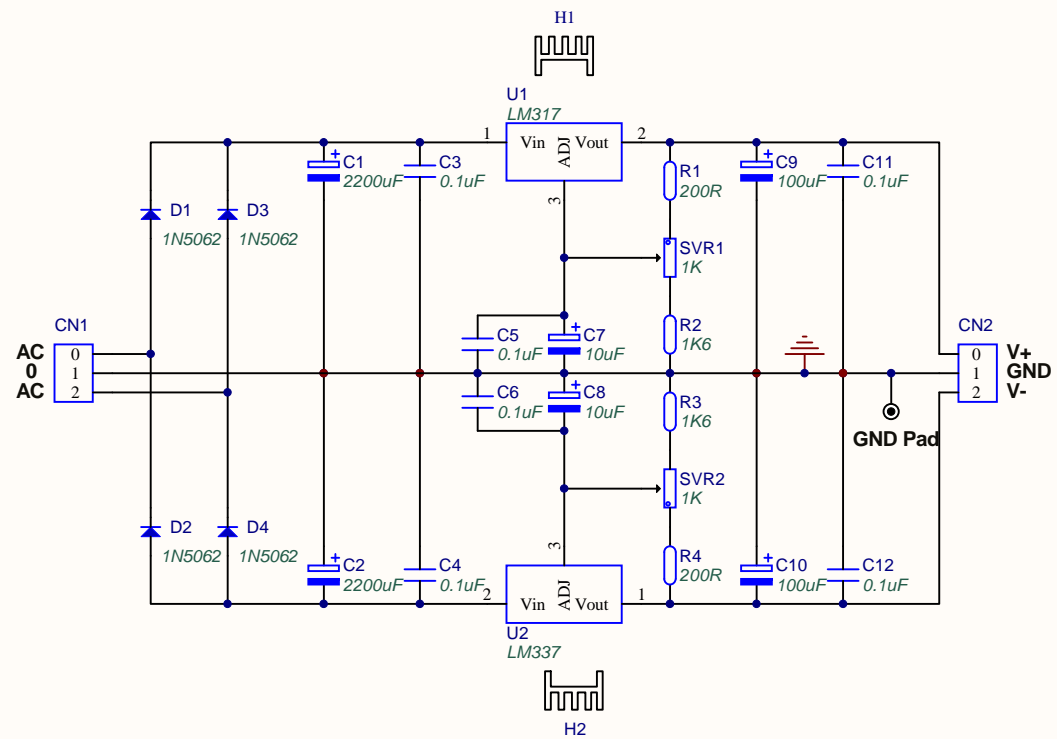 H1
U1
LM317
1
Vin
ADJ
Vout
2
3
C1
2200uF
C3
0.1uF
R1
200R
C9
100uF
C11
0.1uF
D1
1N5062
D3
1N5062
SVR1
1K
CN1
AC
0
AC
0
1
2
C5
0.1uF
C7
10uF
R2
1K6
C6
0.1uF
C8
10uF
R3
1K6
CN2
0
1
2
V+
GND
V-
GND Pad
SVR2
1K
D2
1N5062
D4
1N5062
C2
2200uF
C4
0.1uF
3
R4
200R
C10
100uF
C12
0.1uF
2
Vin
ADJ
Vout
1
U2
LM337
H2